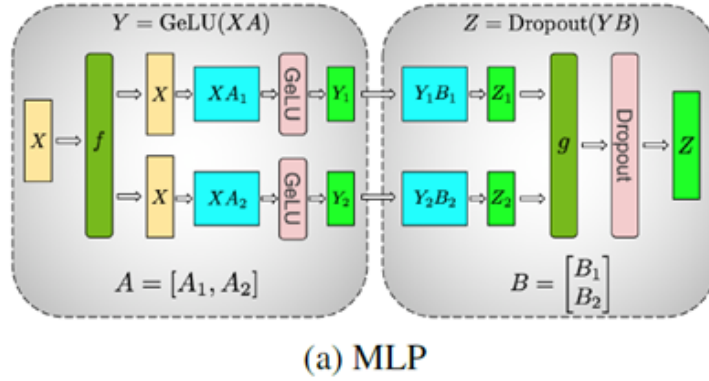 Y = GeLU(XA)
Z = Dropout(YB)
X
f
X
XA₁
GeLU
Y₁
Y₁B₁
Z₁
X
XA₂
GeLU
Y₂
Y₂B₂
Z₂
g
Dropout
Z
A = [A₁, A₂]
B = [B₁
B₂]
(a) MLP